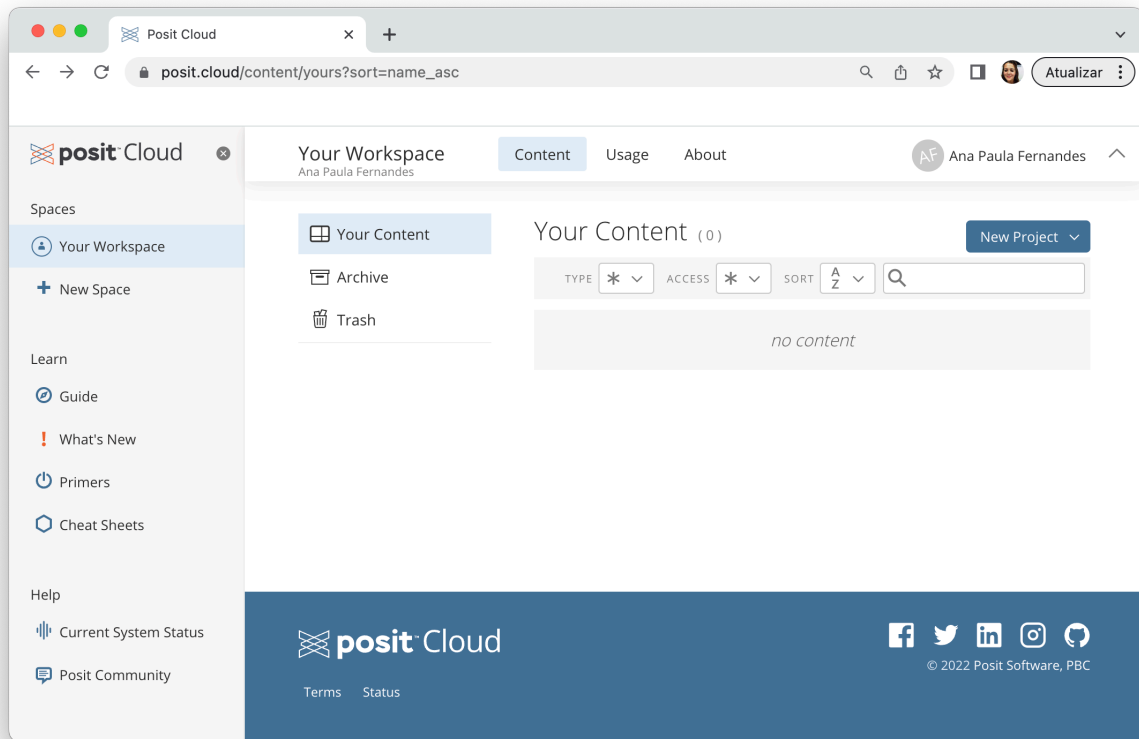 Posit Cloud
posit.cloud/content/yours?sort=name_asc
Atualizar
posit Cloud
Spaces
Your Workspace
New Space
Learn
Guide
What's New
Primers
Cheat Sheets
Help
Current System Status
Posit Community
Your Workspace
Ana Paula Fernandes
Content Usage About
AF Ana Paula Fernandes
Your Content
Archive
Trash
Your Content (0)
New Project
TYPE * ACCESS * SORT A Z
no content
posit™ Cloud
© 2022 Posit Software, PBC
Terms Status